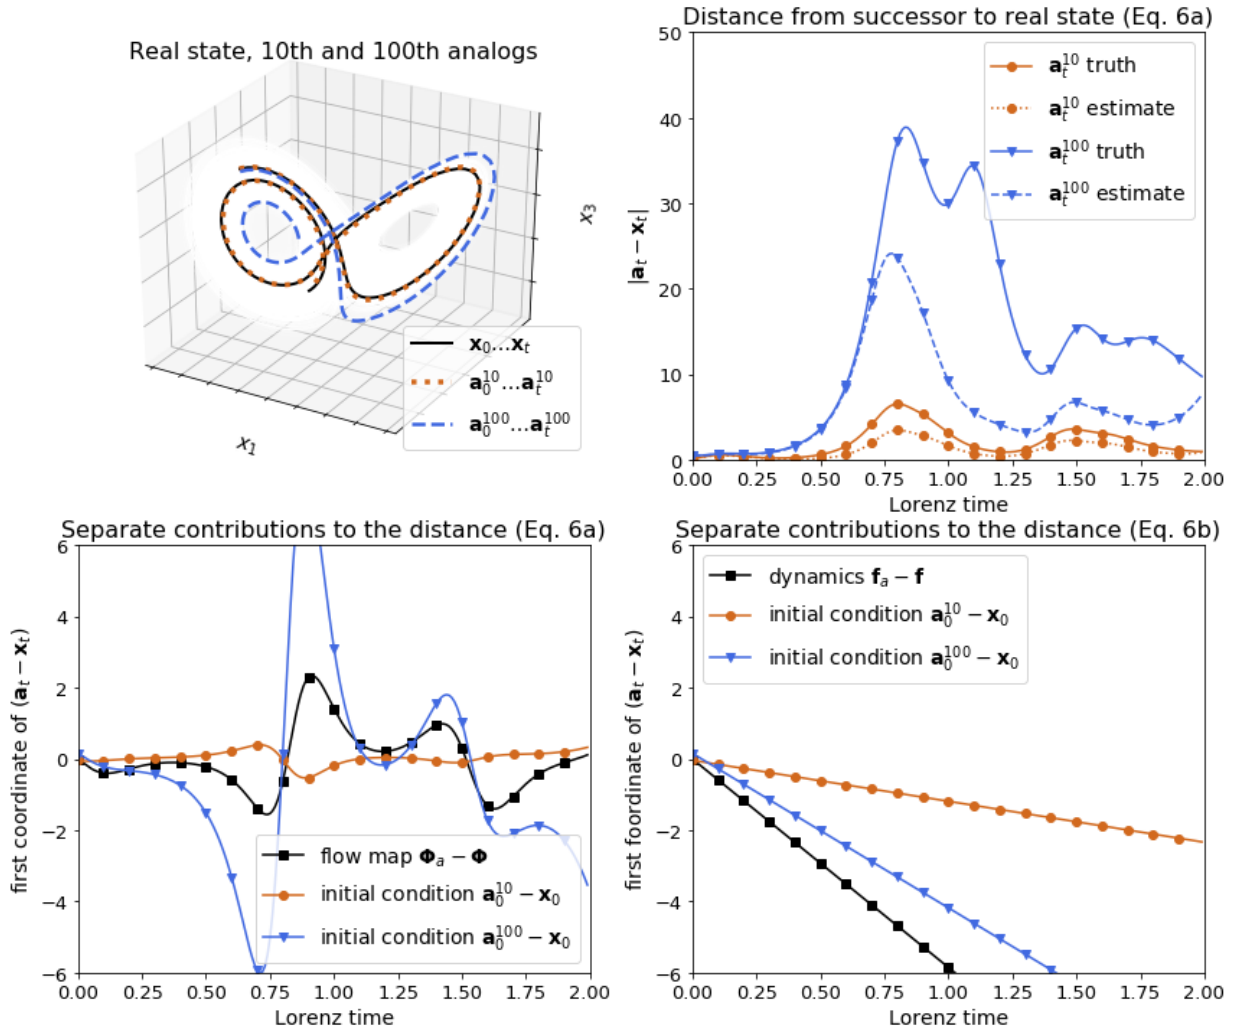 Real state, 10th and 100th analogs
x₃
x₁
𝐱₀...𝐱ₜ
𝐚₀¹⁰...𝐚ₜ¹⁰
𝐚₀¹⁰⁰...𝐚ₜ¹⁰⁰
Distance from successor to real state (Eq. 6a)
50
40
30
20
10
0
|𝐚ₜ − 𝐱ₜ|
𝐚ₜ¹⁰ truth
𝐚ₜ¹⁰ estimate
𝐚ₜ¹⁰⁰ truth
𝐚ₜ¹⁰⁰ estimate
0.00 0.25 0.50 0.75 1.00 1.25 1.50 1.75 2.00
Lorenz time
Separate contributions to the distance (Eq. 6a)
6
4
2
0
−2
−4
−6
first coordinate of (𝐚ₜ − 𝐱ₜ)
flow map 𝚽ₐ − 𝚽
initial condition 𝐚₀¹⁰ − 𝐱₀
initial condition 𝐚₀¹⁰⁰ − 𝐱₀
0.00 0.25 0.50 0.75 1.00 1.25 1.50 1.75 2.00
Lorenz time
Separate contributions to the distance (Eq. 6b)
6
4
2
0
−2
−4
−6
first foordinate of (𝐚ₜ − 𝐱ₜ)
dynamics 𝐟ₐ − 𝐟
initial condition 𝐚₀¹⁰ − 𝐱₀
initial condition 𝐚₀¹⁰⁰ − 𝐱₀
0.00 0.25 0.50 0.75 1.00 1.25 1.50 1.75 2.00
Lorenz time